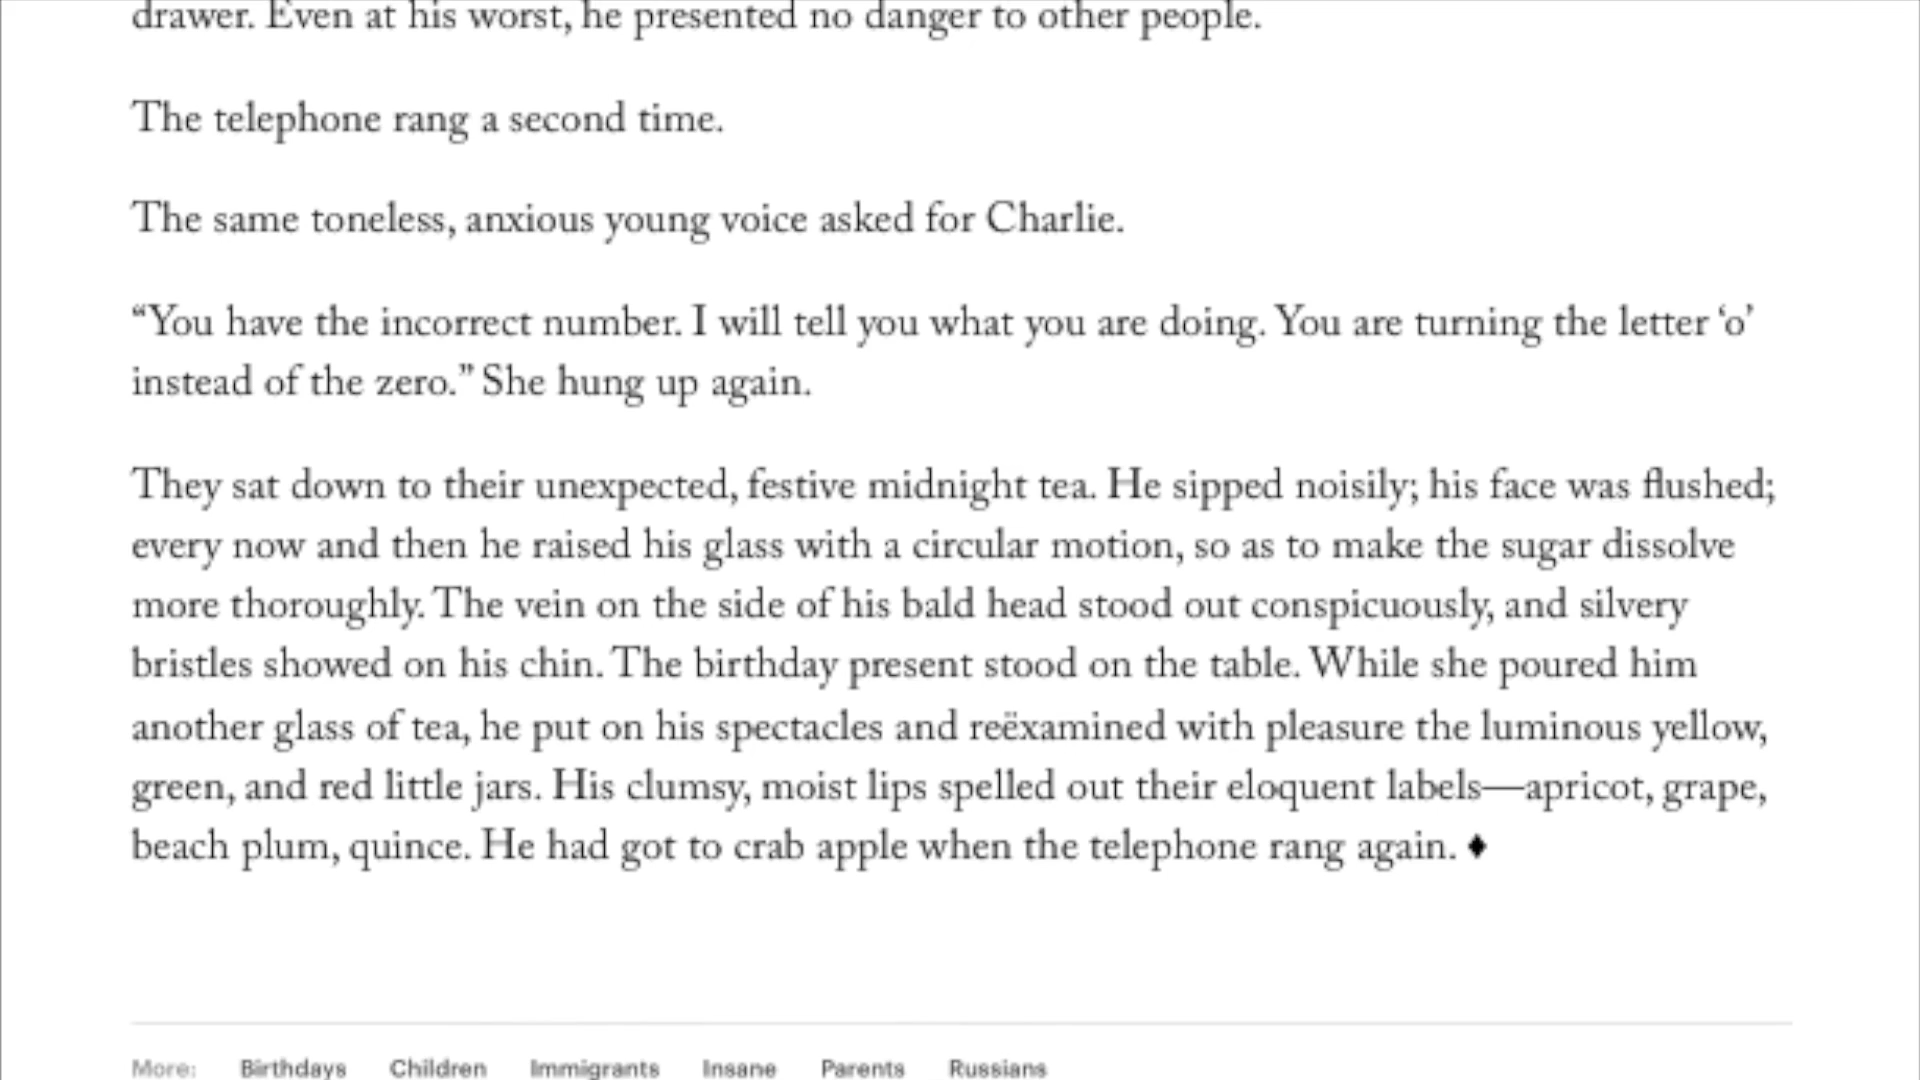 drawer. Even at his worst, he presented no danger to other people.
The telephone rang a second time.
The same toneless, anxious young voice asked for Charlie.
“You have the incorrect number. I will tell you what you are doing. You are turning the letter ‘o’
instead of the zero.” She hung up again.
They sat down to their unexpected, festive midnight tea. He sipped noisily; his face was flushed;
every now and then he raised his glass with a circular motion, so as to make the sugar dissolve
more thoroughly. The vein on the side of his bald head stood out conspicuously, and silvery
bristles showed on his chin. The birthday present stood on the table. While she poured him
another glass of tea, he put on his spectacles and reëxamined with pleasure the luminous yellow,
green, and red little jars. His clumsy, moist lips spelled out their eloquent labels—apricot, grape,
beach plum, quince. He had got to crab apple when the telephone rang again. ♦
More: Birthdays Children Immigrants Insane Parents Russians